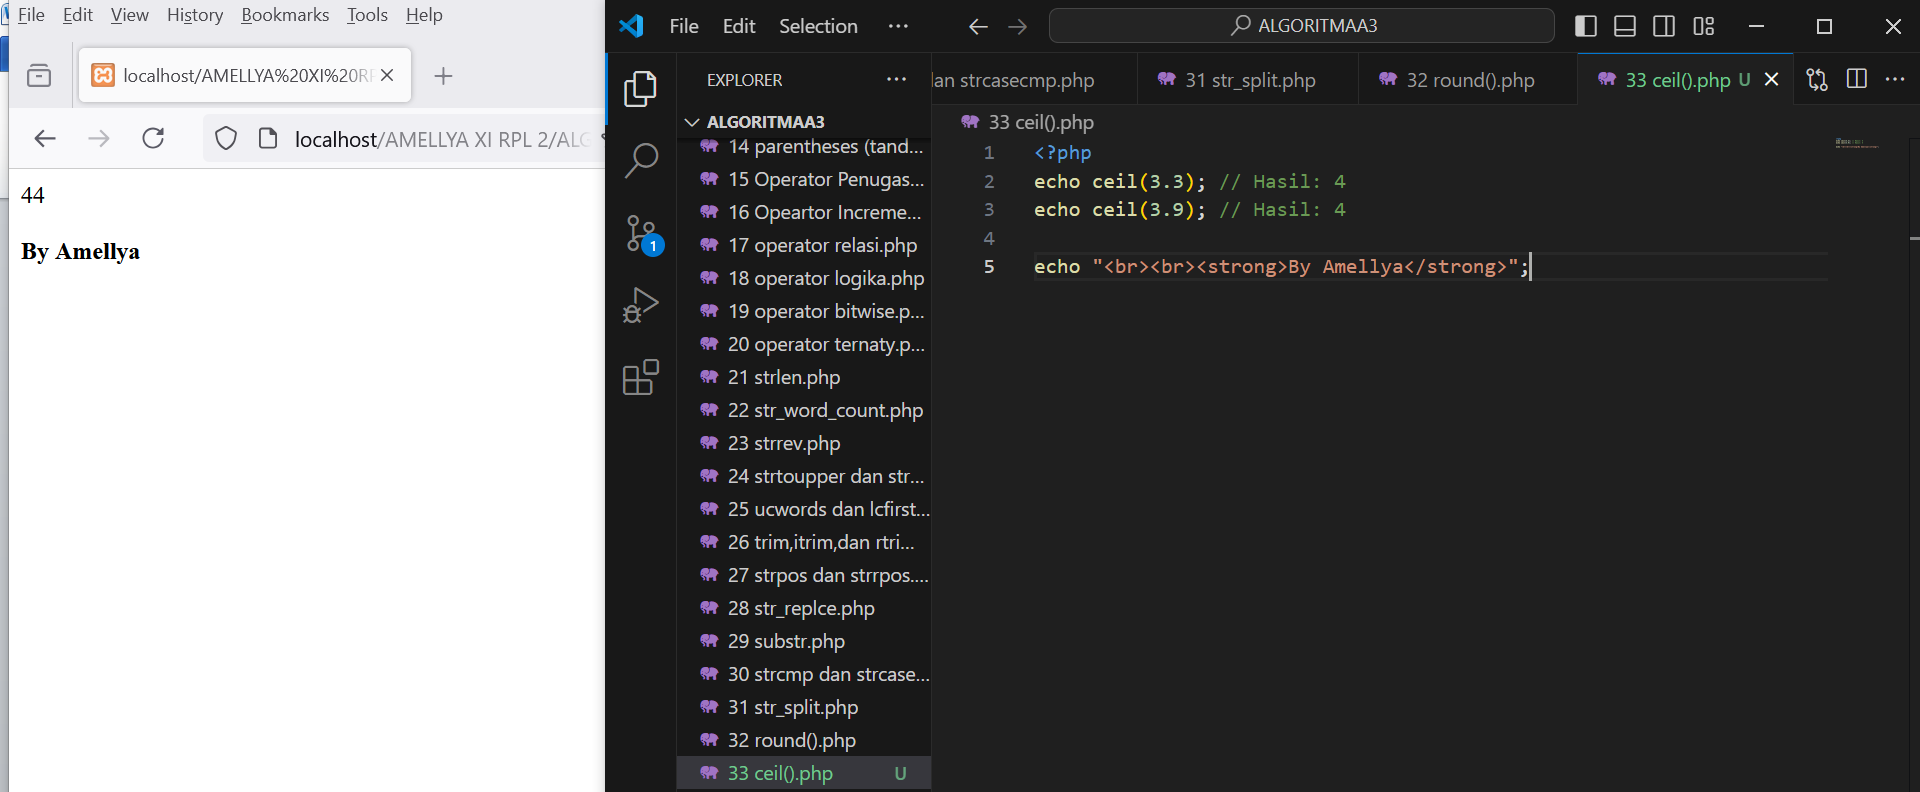 File Edit View History Bookmarks Tools Help
localhost/AMELLYA%20XI%20RP
localhost/AMELLYA XI RPL 2/ALG
44
By Amellya
File Edit Selection ···
ALGORITMAA3
EXPLORER ···
ALGORITMAA3
14 parentheses (tand...
15 Operator Penugas...
16 Opeartor Increme...
17 operator relasi.php
18 operator logika.php
19 operator bitwise.p...
20 operator ternaty.p...
21 strlen.php
22 str_word_count.php
23 strrev.php
24 strtoupper dan str...
25 ucwords dan lcfirst...
26 trim,itrim,dan rtri...
27 strpos dan strrpos....
28 str_replce.php
29 substr.php
30 strcmp dan strcase...
31 str_split.php
32 round().php
33 ceil().php U
1
dan strcasecmp.php 31 str_split.php 32 round().php 33 ceil().php U
33 ceil().php
1 <?php
2 echo ceil(3.3); // Hasil: 4
3 echo ceil(3.9); // Hasil: 4
4
5 echo "<br><br><strong>By Amellya</strong>";